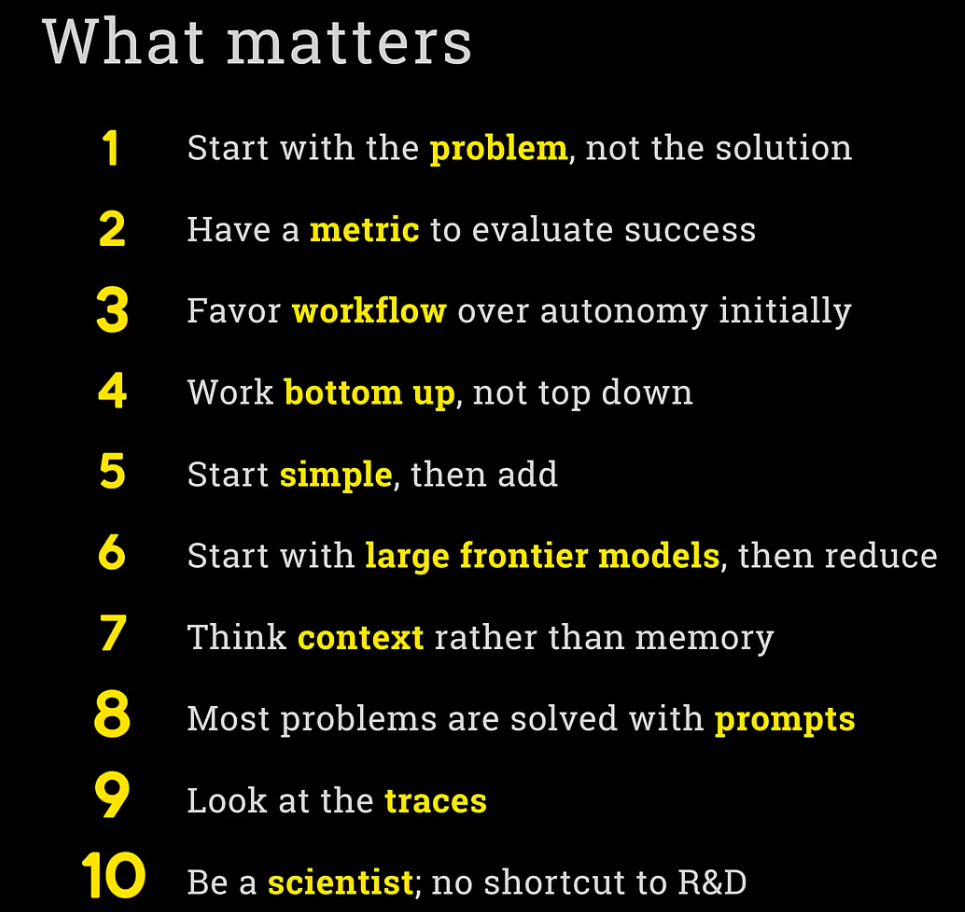 What matters
1 Start with the problem, not the solution
2 Have a metric to evaluate success
3 Favor workflow over autonomy initially
4 Work bottom up, not top down
5 Start simple, then add
6 Start with large frontier models, then reduce
7 Think context rather than memory
8 Most problems are solved with prompts
9 Look at the traces
10 Be a scientist; no shortcut to R&D